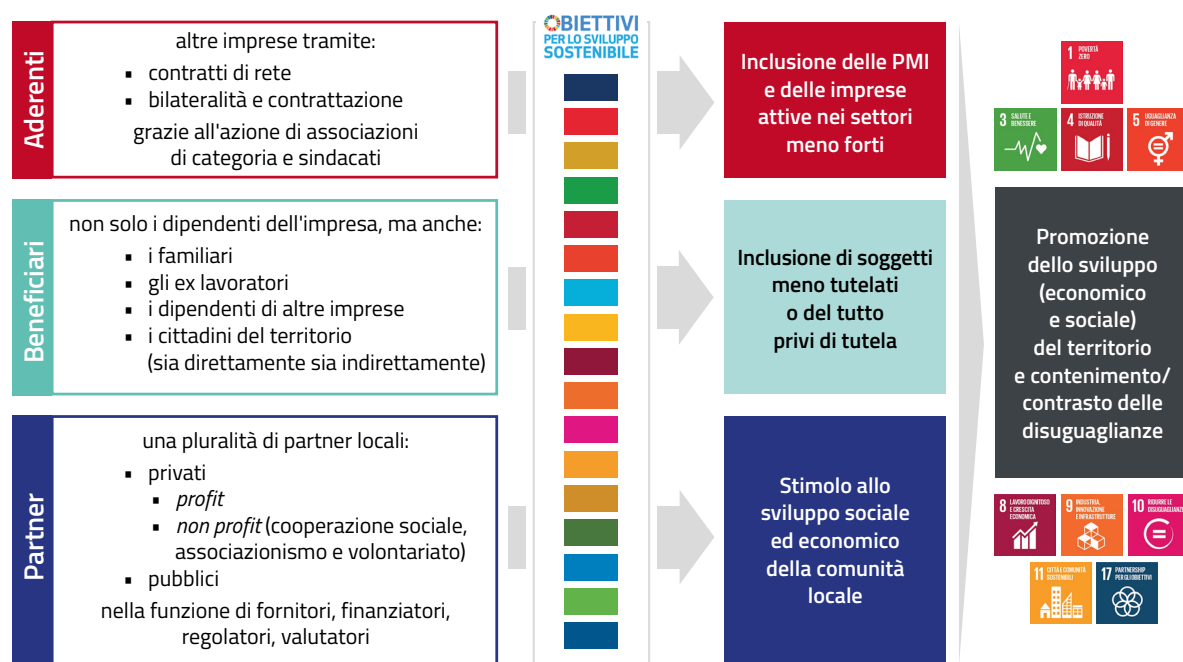 Aderenti
altre imprese tramite:
▪ contratti di rete
▪ bilateralità e contrattazione
grazie all'azione di associazioni
di categoria e sindacati
Beneficiari
non solo i dipendenti dell'impresa, ma anche:
▪ i familiari
▪ gli ex lavoratori
▪ i dipendenti di altre imprese
▪ i cittadini del territorio
(sia direttamente sia indirettamente)
Partner
una pluralità di partner locali:
▪ privati
▪ profit
▪ non profit (cooperazione sociale,
associazionismo e volontariato)
▪ pubblici
nella funzione di fornitori, finanziatori,
regolatori, valutatori
OBIETTIVI
PER LO SVILUPPO
SOSTENIBILE
Inclusione delle PMI
e delle imprese
attive nei settori
meno forti
Inclusione di soggetti
meno tutelati
o del tutto
privi di tutela
Stimolo allo
sviluppo sociale
ed economico
della comunità
locale
1 POVERTÀ
ZERO
3 SALUTE E
BENESSERE
4 ISTRUZIONE
DI QUALITÀ
5 UGUAGLIANZA
DI GENERE
Promozione
dello sviluppo
(economico
e sociale)
del territorio
e contenimento/
contrasto delle
disuguaglianze
8 LAVORO DIGNITOSO
E CRESCITA
ECONOMICA
9 INDUSTRIA,
INNOVAZIONE
E INFRASTRUTTURE
10 RIDURRE LE
DISUGUAGLIANZE
11 CITTÀ E COMUNITÀ
SOSTENIBILI
17 PARTNERSHIP
PER GLI OBIETTIVI